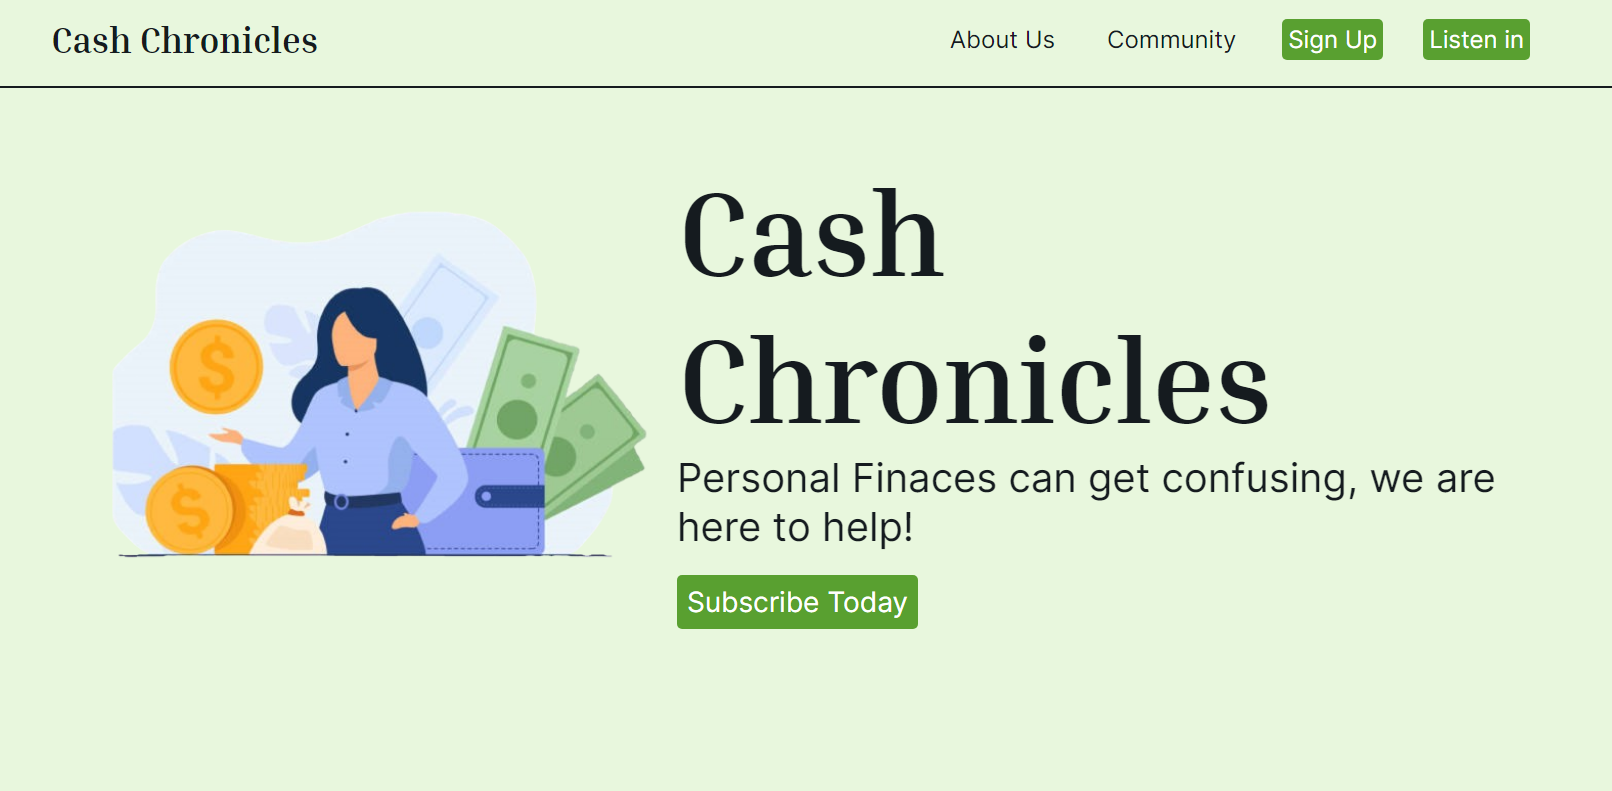 Cash Chronicles
About Us Community Sign Up Listen in
Cash
Chronicles
Personal Finaces can get confusing, we are
here to help!
Subscribe Today
$
$